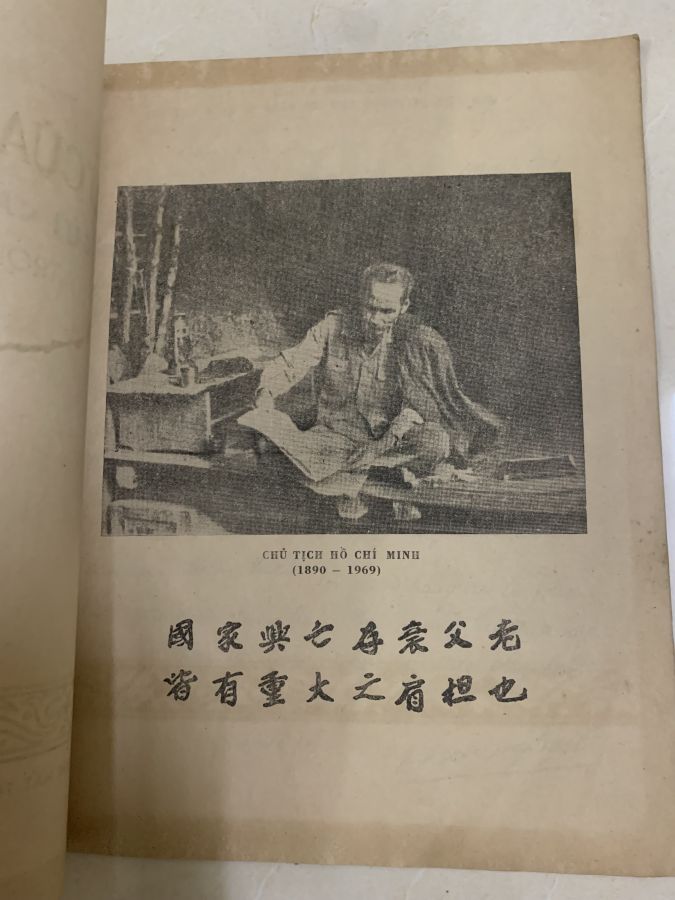 CỦA
CHỦ TỊCH HỒ CHÍ MINH
(1890 – 1969)
國家興亡存衰父老
皆有重大之肩担也